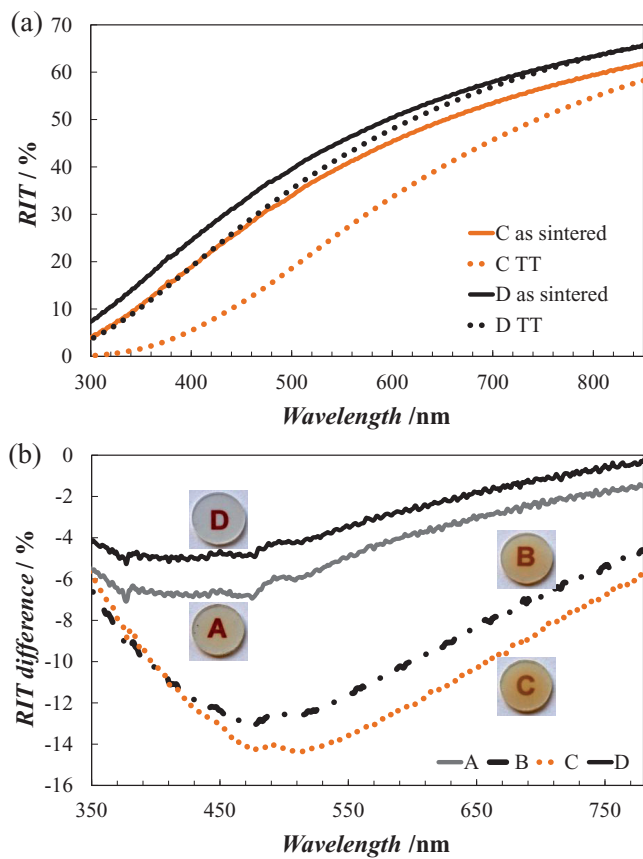 (a)
70
60
50
40
30
20
10
0
RIT / %
C as sintered
C TT
D as sintered
D TT
300 400 500 600 700 800
Wavelength /nm
(b)
0
-2
-4
-6
-8
-10
-12
-14
-16
RIT difference / %
D
A
B
C
A B C D
350 450 550 650 750
Wavelength /nm